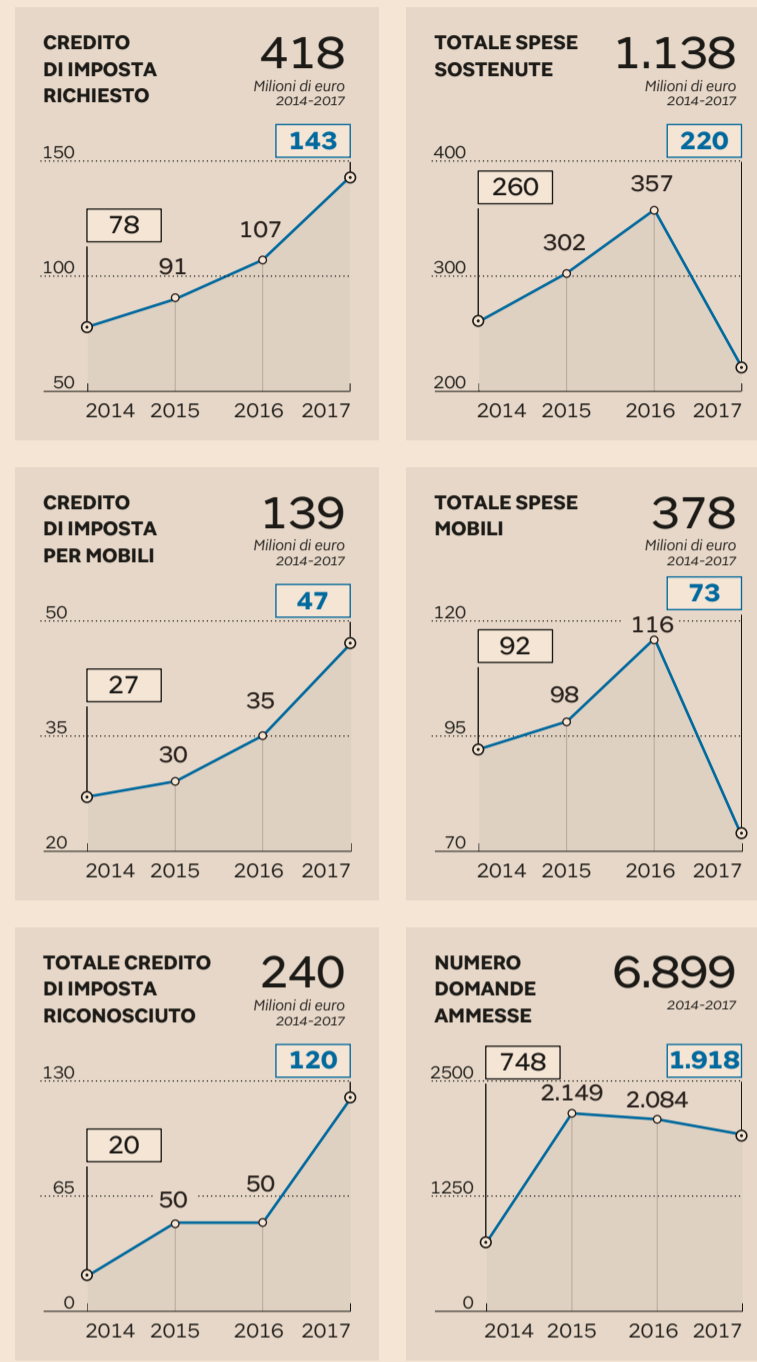 CREDITO
DI IMPOSTA
RICHIESTO
418
Milioni di euro
2014-2017
143
150
78
107
100
91
50
2014 2015 2016 2017
TOTALE SPESE
SOSTENUTE
1.138
Milioni di euro
2014-2017
220
400
260
357
302
300
200
2014 2015 2016 2017
CREDITO
DI IMPOSTA
PER MOBILI
139
Milioni di euro
2014-2017
47
50
27
35
35
30
20
2014 2015 2016 2017
TOTALE SPESE
MOBILI
378
Milioni di euro
2014-2017
73
120
116
92
98
95
70
2014 2015 2016 2017
TOTALE CREDITO
DI IMPOSTA
RICONOSCIUTO
240
Milioni di euro
2014-2017
120
130
20
65
50
50
0
2014 2015 2016 2017
NUMERO
DOMANDE
AMMESSE
6.899
2014-2017
748
1.918
2500
2.149
2.084
1250
0
2014 2015 2016 2017